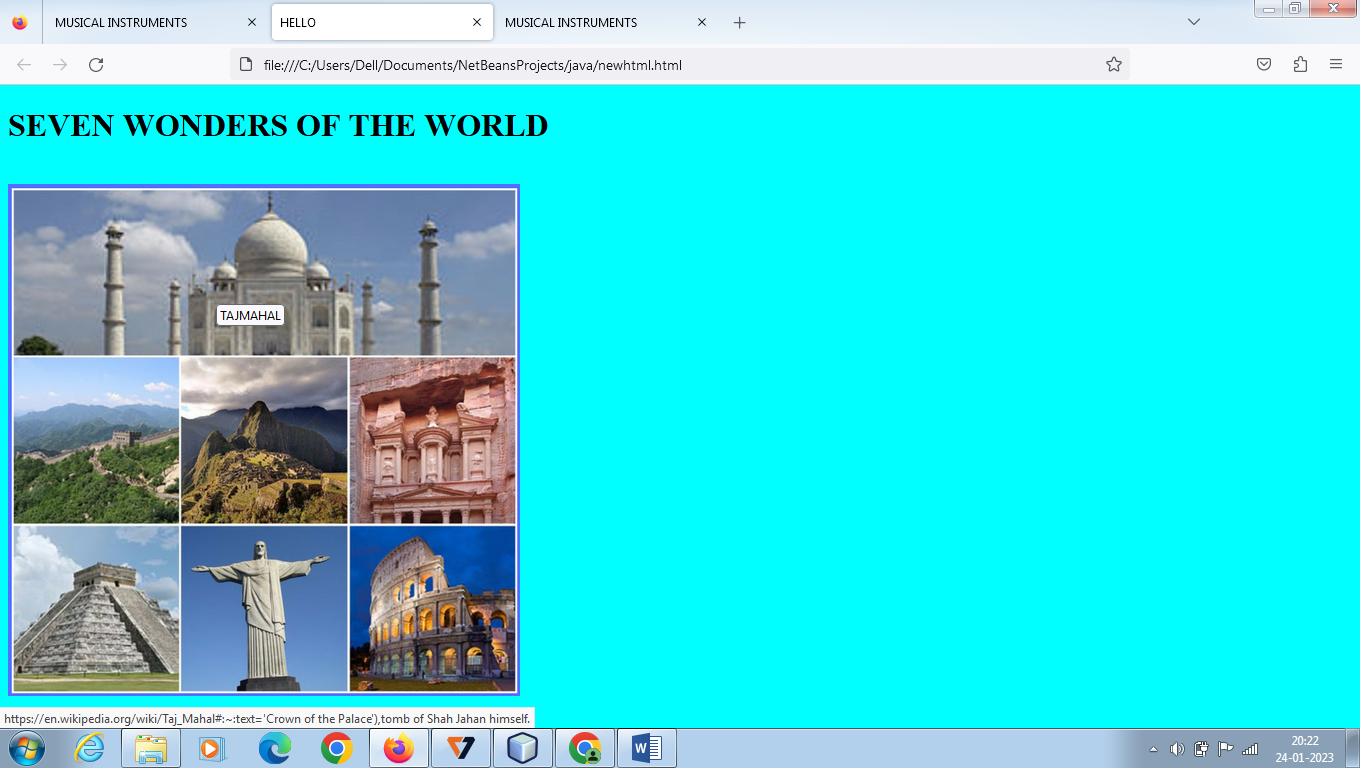 MUSICAL INSTRUMENTS
HELLO
MUSICAL INSTRUMENTS
file:///C:/Users/Dell/Documents/NetBeansProjects/java/newhtml.html
SEVEN WONDERS OF THE WORLD
TAJMAHAL
https://en.wikipedia.org/wiki/Taj_Mahal#:~:text='Crown of the Palace'),tomb of Shah Jahan himself.
W
20:22
24-01-2023